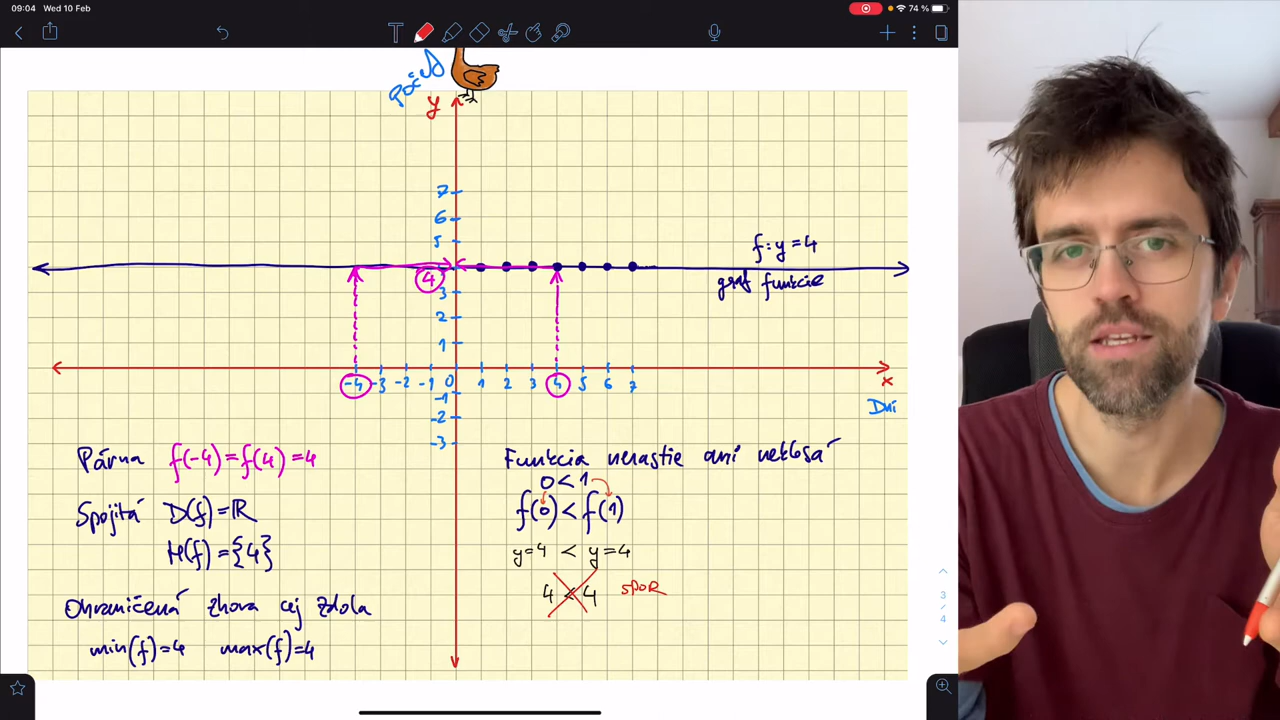 09:04 Wed 10 Feb
74 %
T
y
7
6
5
4
3
2
1
f: y = 4
graf funkcie
-4 -3 -2 -1 0 1 2 3 4 5 6 7
x
Dni
-1
-2
-3
Párna f(-4) = f(4) = 4
Spojitá D(f) = ℝ
H(f) = {4}
Ohraničená zhora aj zdola
min(f) = 4 max(f) = 4
Funkcia nerastie ani neklesá
0 < 1
f(0) < f(1)
y = 4 < y = 4
4 < 4 SPOR
3
/
4